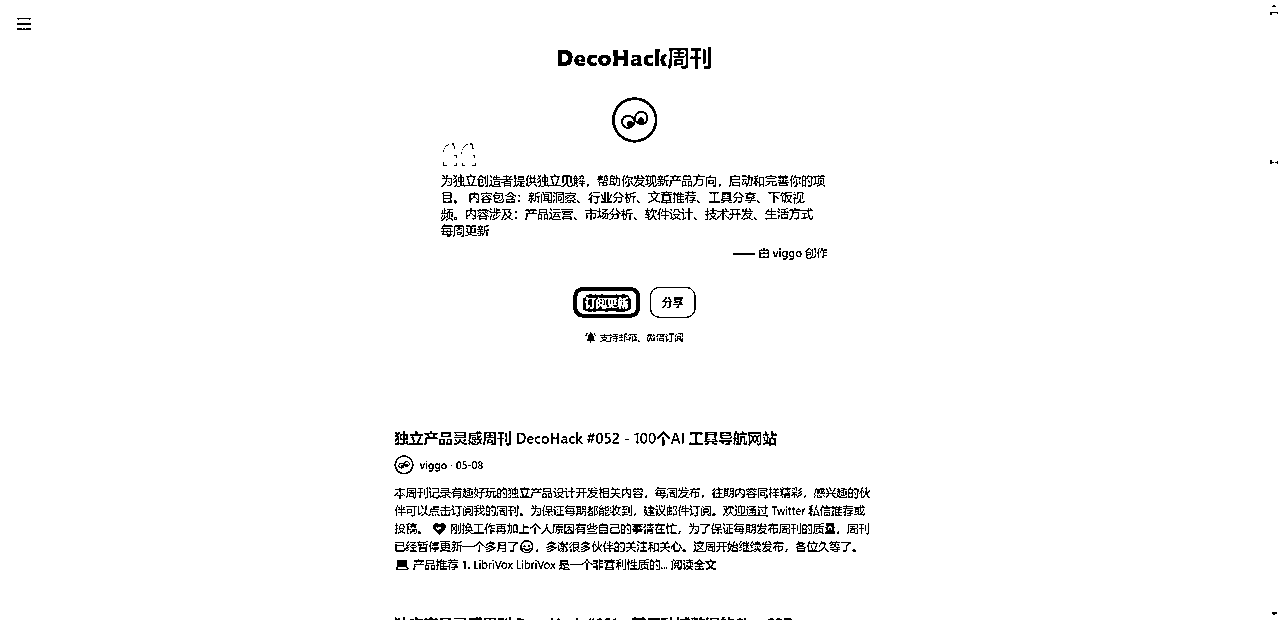 DecoHack周刊
为独立创造者提供独立见解，帮助你发现新产品方向，启动和完善你的项
目。 内容包含：新闻洞察、行业分析、文章推荐、工具分享、下饭视
频。内容涉及：产品运营、市场分析、软件设计、技术开发、生活方式
每周更新
—— 由 viggo 创作
订阅更新 分享
支持邮箱、微信订阅
独立产品灵感周刊 DecoHack #052 - 100个AI 工具导航网站
viggo · 05-08
本周刊记录有趣好玩的独立产品设计开发相关内容，每周发布，往期内容同样精彩，感兴趣的伙
伴可以点击订阅我的周刊。为保证每期都能收到，建议邮件订阅。欢迎通过 Twitter 私信推荐或
投稿。 ❤ 刚换工作再加上个人原因有些自己的事情在忙，为了保证每期发布周刊的质量，周刊
已经暂停更新一个多月了😅，多谢很多伙伴的关注和关心。这周开始继续发布，各位久等了。
💻 产品推荐 1. LibriVox LibriVox 是一个非营利性质的... 阅读全文